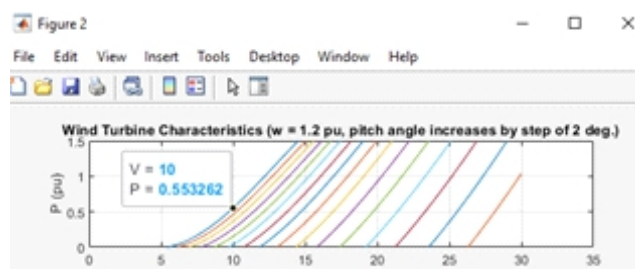 Figure 2
File Edit View Insert Tools Desktop Window Help
Wind Turbine Characteristics (w = 1.2 pu, pitch angle increases by step of 2 deg.)
1.5
V = 10
P = 0.553262
1
P (pu)
0.5
0
0 5 10 15 20 25 30 35